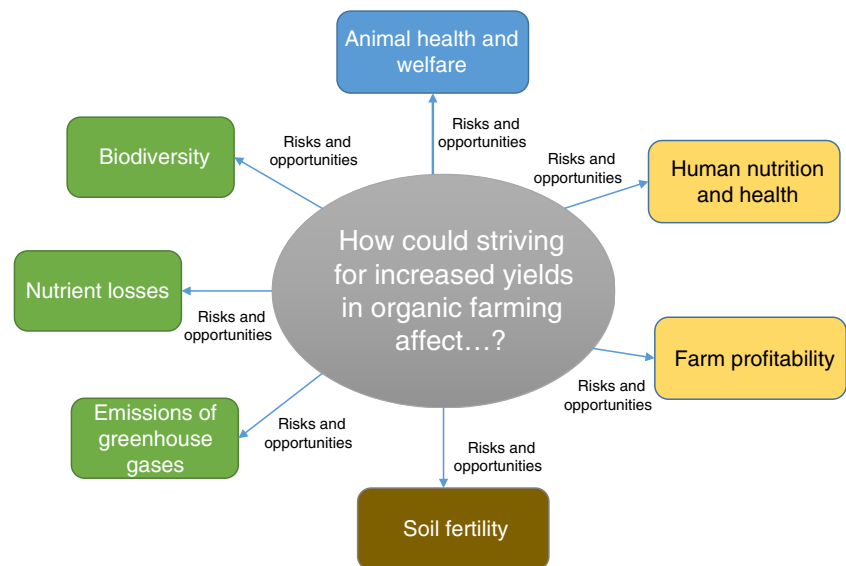 Animal health and
welfare
Risks and
opportunities
Biodiversity
Risks and
opportunities
Risks and
opportunities
Human nutrition
and health
How could striving
for increased yields
in organic farming
affect…?
Nutrient losses
Risks and
opportunities
Farm profitability
Risks and
opportunities
Emissions of
greenhouse
gases
Risks and
opportunities
Risks and
opportunities
Soil fertility